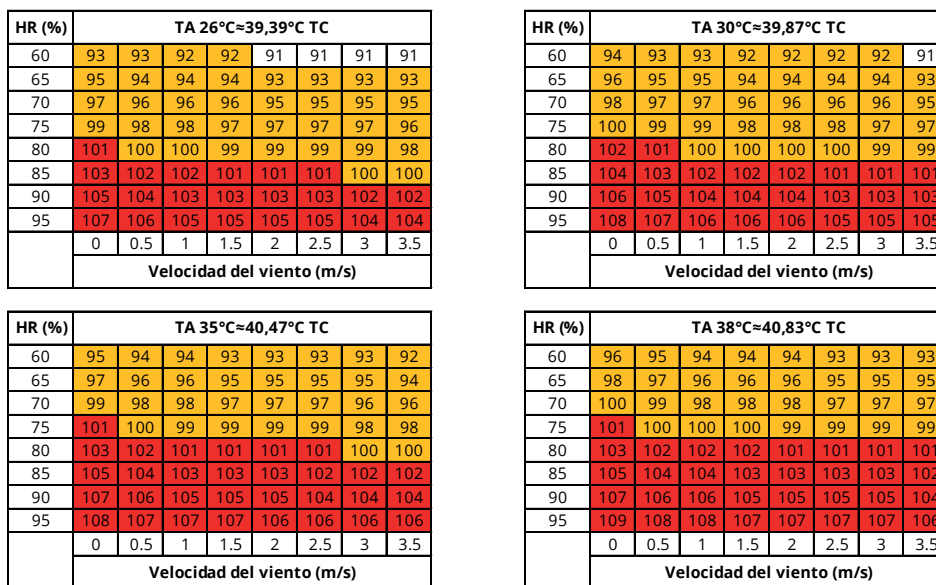 HR (%) TA 26°C≈39,39°C TC
60 93 93 92 92 91 91 91 91
65 95 94 94 94 93 93 93 93
70 97 96 96 96 95 95 95 95
75 99 98 98 97 97 97 97 96
80 101 100 100 99 99 99 99 98
85 103 102 102 101 101 101 100 100
90 105 104 103 103 103 103 102 102
95 107 106 105 105 105 105 104 104
0 0.5 1 1.5 2 2.5 3 3.5
Velocidad del viento (m/s)
HR (%) TA 30°C≈39,87°C TC
60 94 93 93 92 92 92 92 91
65 96 95 95 94 94 94 94 93
70 98 97 97 96 96 96 96 95
75 100 99 99 98 98 98 97 97
80 102 101 100 100 100 100 99 99
85 104 103 102 102 102 101 101 101
90 106 105 104 104 104 103 103 103
95 108 107 106 106 106 105 105 105
0 0.5 1 1.5 2 2.5 3 3.5
Velocidad del viento (m/s)
HR (%) TA 35°C≈40,47°C TC
60 95 94 94 93 93 93 93 92
65 97 96 96 95 95 95 95 94
70 99 98 98 97 97 97 96 96
75 101 100 99 99 99 99 98 98
80 103 102 101 101 101 101 100 100
85 105 104 103 103 103 102 102 102
90 107 106 105 105 105 104 104 104
95 108 107 107 107 106 106 106 106
0 0.5 1 1.5 2 2.5 3 3.5
Velocidad del viento (m/s)
HR (%) TA 38°C≈40,83°C TC
60 96 95 94 94 94 93 93 93
65 98 97 96 96 96 95 95 95
70 100 99 98 98 98 97 97 97
75 101 100 100 100 99 99 99 99
80 103 102 102 102 101 101 101 101
85 105 104 104 103 103 103 103 102
90 107 106 106 105 105 105 105 104
95 109 108 108 107 107 107 107 106
0 0.5 1 1.5 2 2.5 3 3.5
Velocidad del viento (m/s)